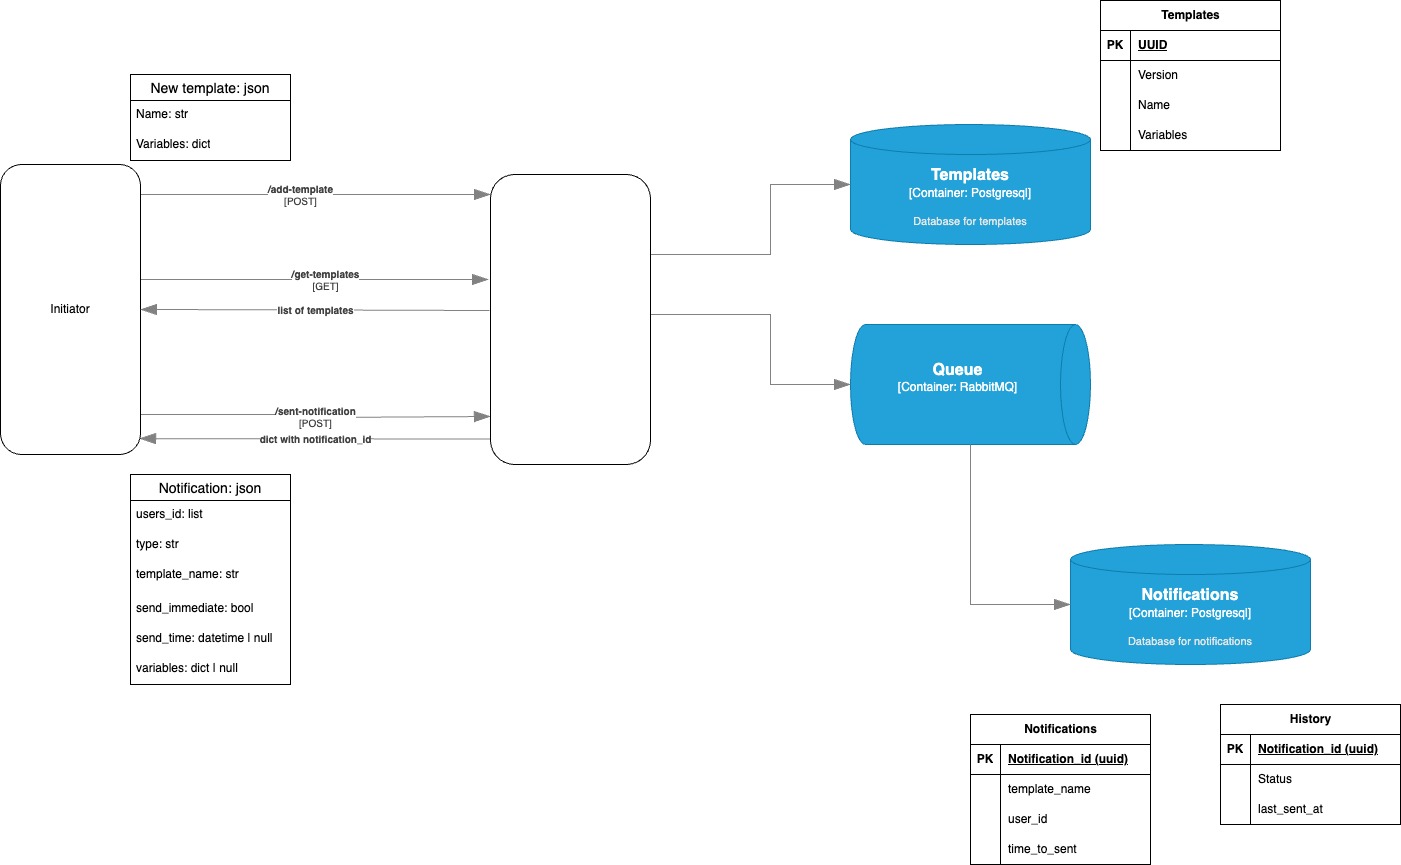 Templates
PK UUID
Version
Name
Variables
New template: json
Name: str
Variables: dict
Templates
[Container: Postgresql]
Database for templates
/add-template
[POST]
/get-templates
[GET]
Initiator
list of templates
Queue
[Container: RabbitMQ]
/sent-notification
[POST]
dict with notification_id
Notification: json
users_id: list
type: str
template_name: str
send_immediate: bool
send_time: datetime | null
variables: dict | null
Notifications
[Container: Postgresql]
Database for notifications
Notifications
PK Notification_id (uuid)
template_name
user_id
time_to_sent
History
PK Notification_id (uuid)
Status
last_sent_at